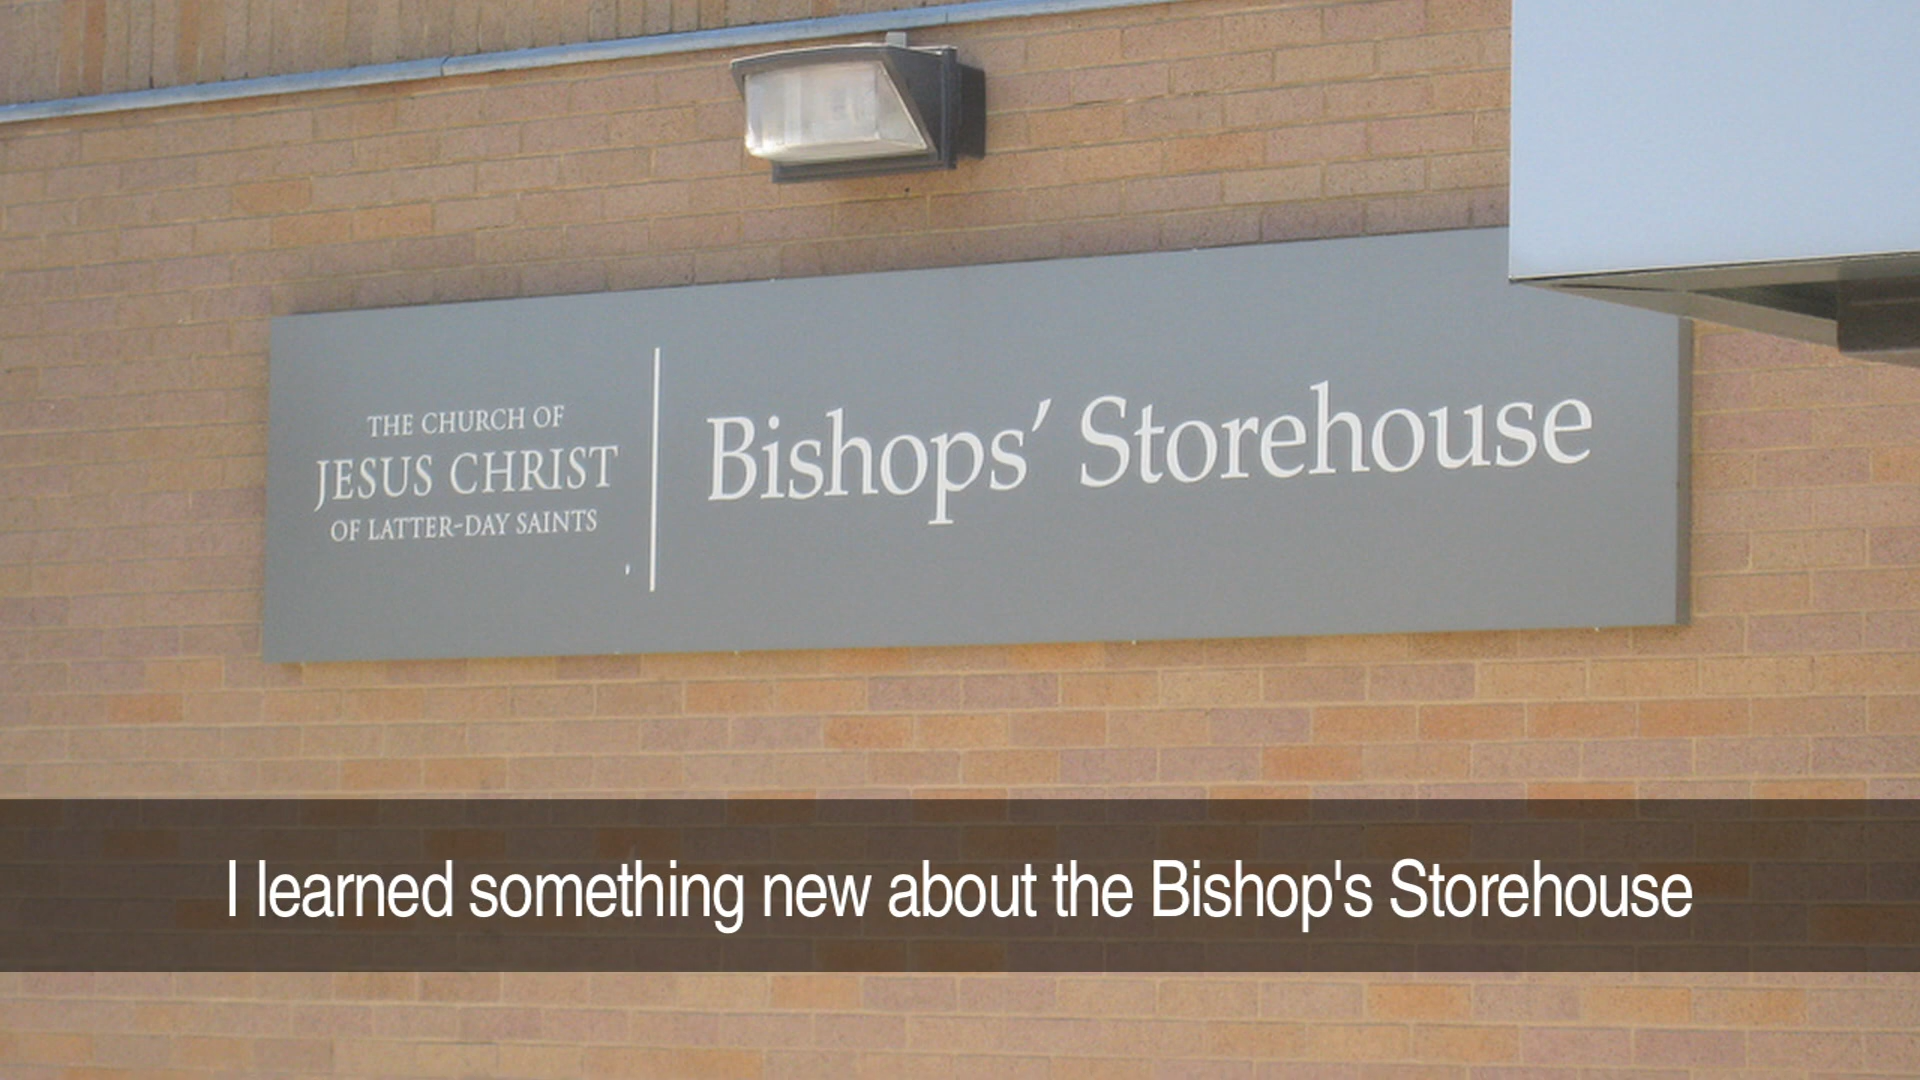 THE CHURCH OF
JESUS CHRIST
OF LATTER-DAY SAINTS
Bishops’ Storehouse
I learned something new about the Bishop's Storehouse